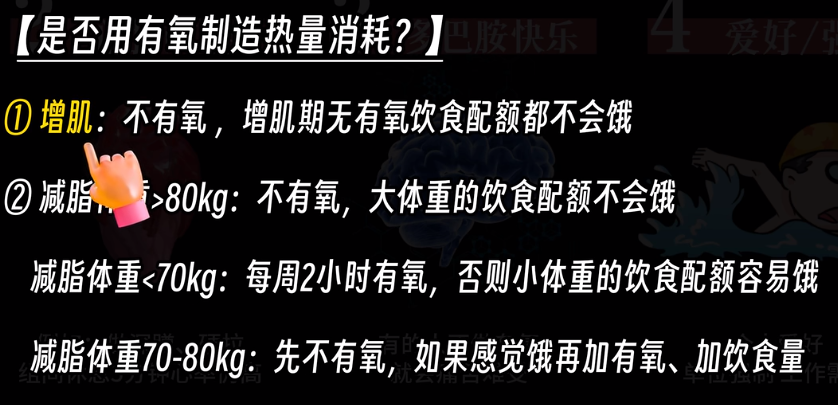 【是否用有氧制造热量消耗？】
多巴胺快乐
4 爱好/强
① 增肌：不有氧，增肌期无有氧饮食配额都不会饿
② 减脂体重>80kg：不有氧，大体重的饮食配额不会饿
减脂体重<70kg：每周2小时有氧，否则小体重的饮食配额容易饿
减脂体重70-80kg：先不有氧，如果感觉饿再加有氧、加饮食量